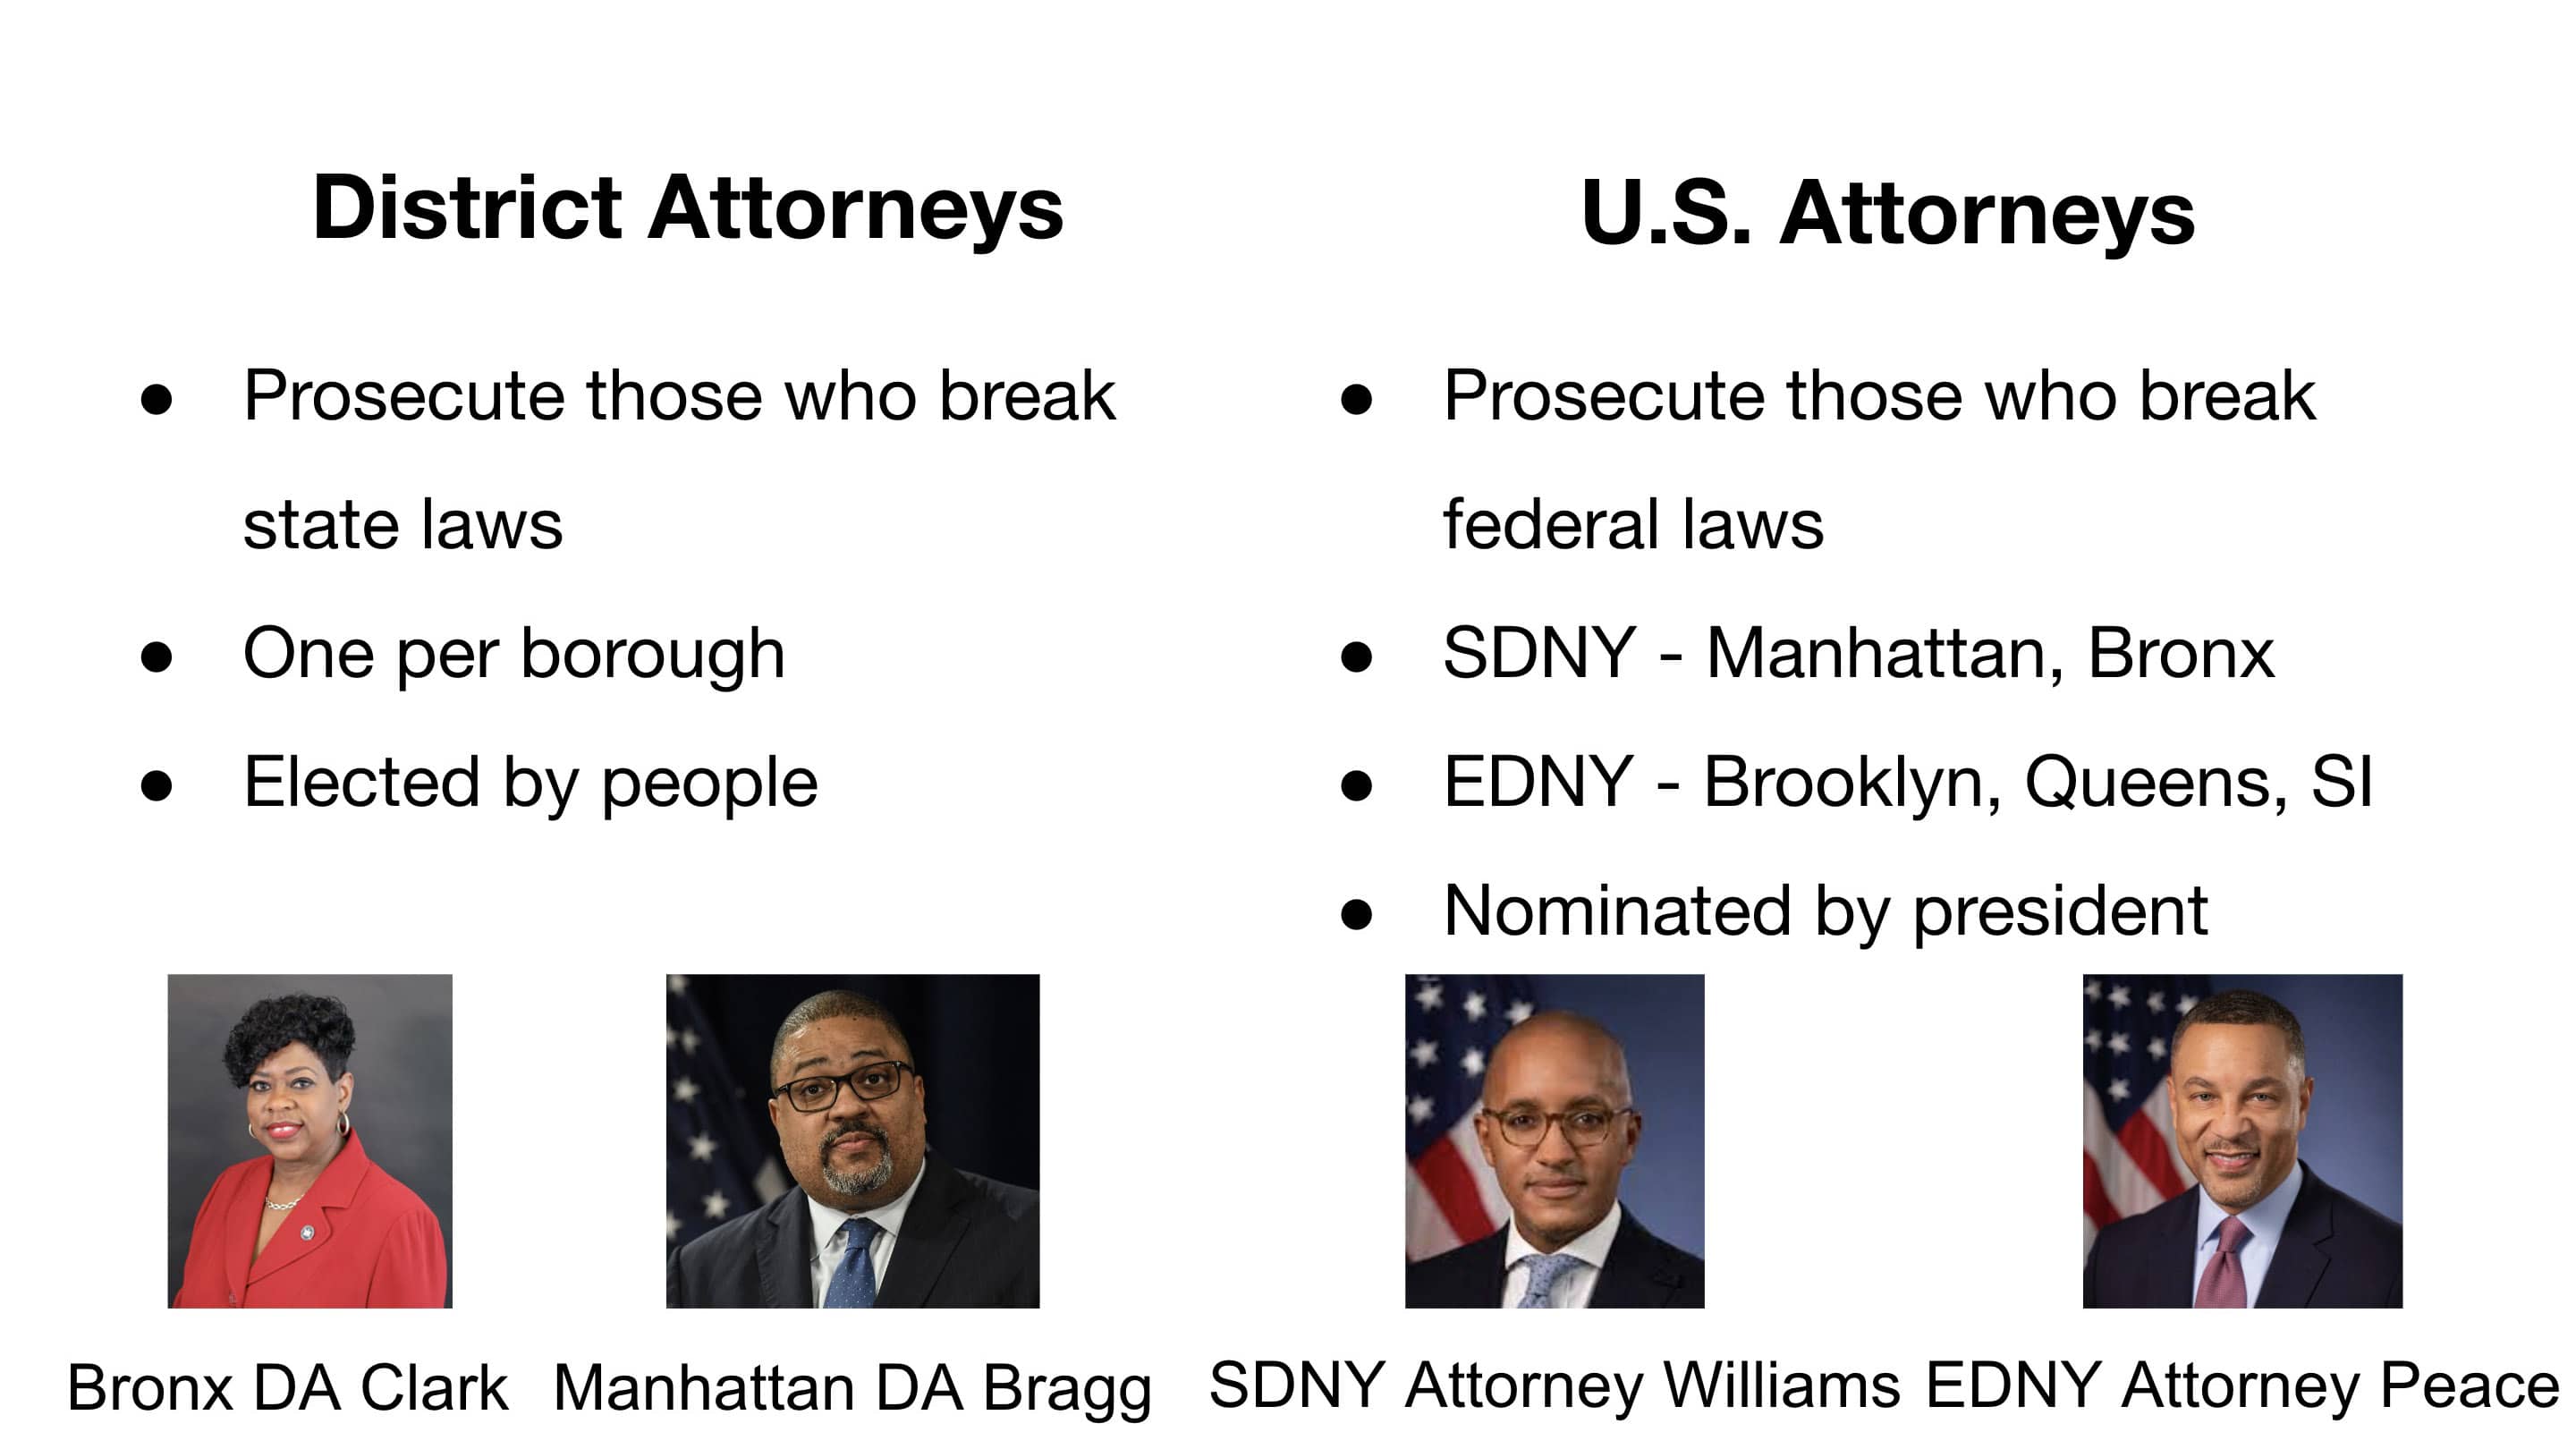 District Attorneys
● Prosecute those who break
state laws
● One per borough
● Elected by people
Bronx DA Clark
Manhattan DA Bragg
U.S. Attorneys
● Prosecute those who break
federal laws
● SDNY - Manhattan, Bronx
● EDNY - Brooklyn, Queens, SI
● Nominated by president
SDNY Attorney Williams
EDNY Attorney Peace